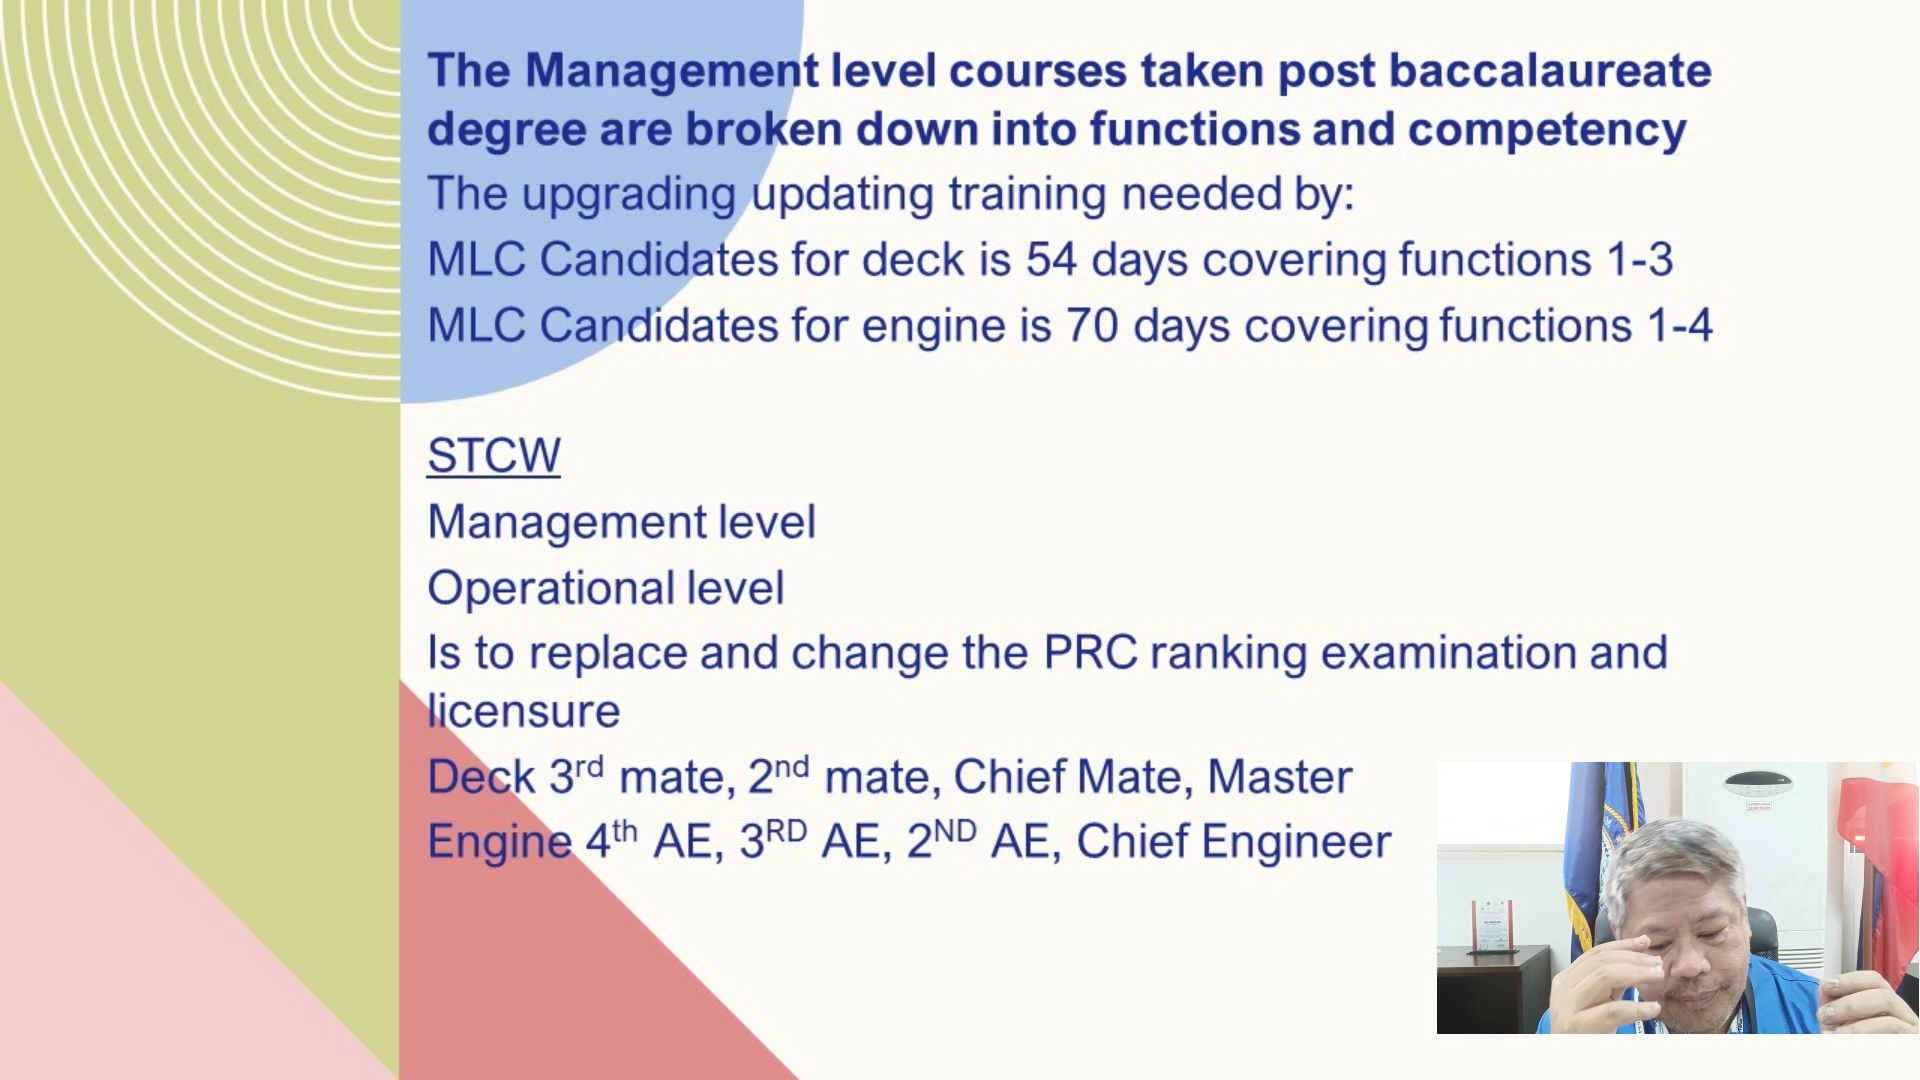 The Management level courses taken post baccalaureate
degree are broken down into functions and competency
The upgrading updating training needed by:
MLC Candidates for deck is 54 days covering functions 1-3
MLC Candidates for engine is 70 days covering functions 1-4
STCW
Management level
Operational level
Is to replace and change the PRC ranking examination and
licensure
Deck 3rd mate, 2nd mate, Chief Mate, Master
Engine 4th AE, 3RD AE, 2ND AE, Chief Engineer